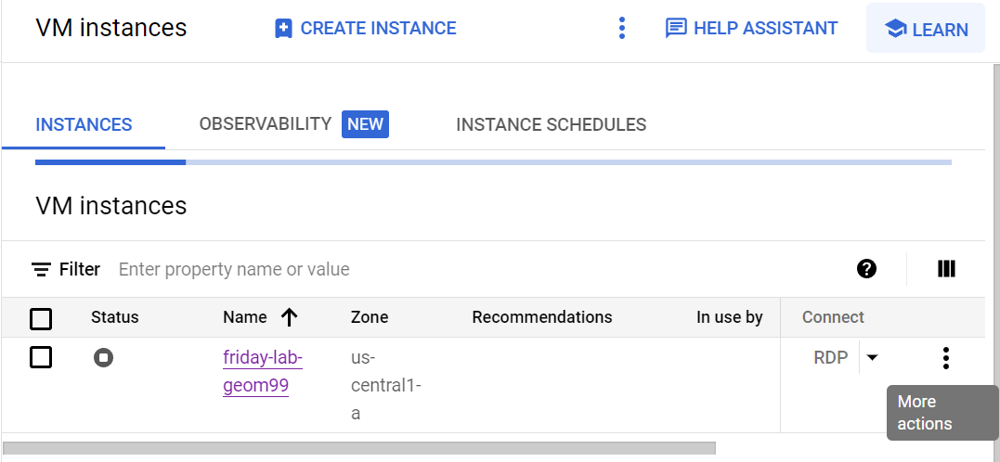 VM instances CREATE INSTANCE HELP ASSISTANT LEARN
INSTANCES OBSERVABILITY NEW INSTANCE SCHEDULES
VM instances
Filter Enter property name or value
Status Name Zone Recommendations In use by Connect
friday-lab- us- RDP
geom99 central1-
a
More
actions